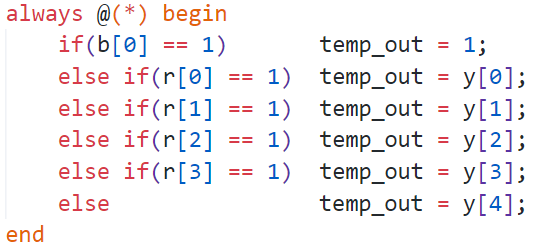 always @(*) begin
    if(b[0] == 1)       temp_out = 1;
    else if(r[0] == 1)  temp_out = y[0];
    else if(r[1] == 1)  temp_out = y[1];
    else if(r[2] == 1)  temp_out = y[2];
    else if(r[3] == 1)  temp_out = y[3];
    else                temp_out = y[4];
end